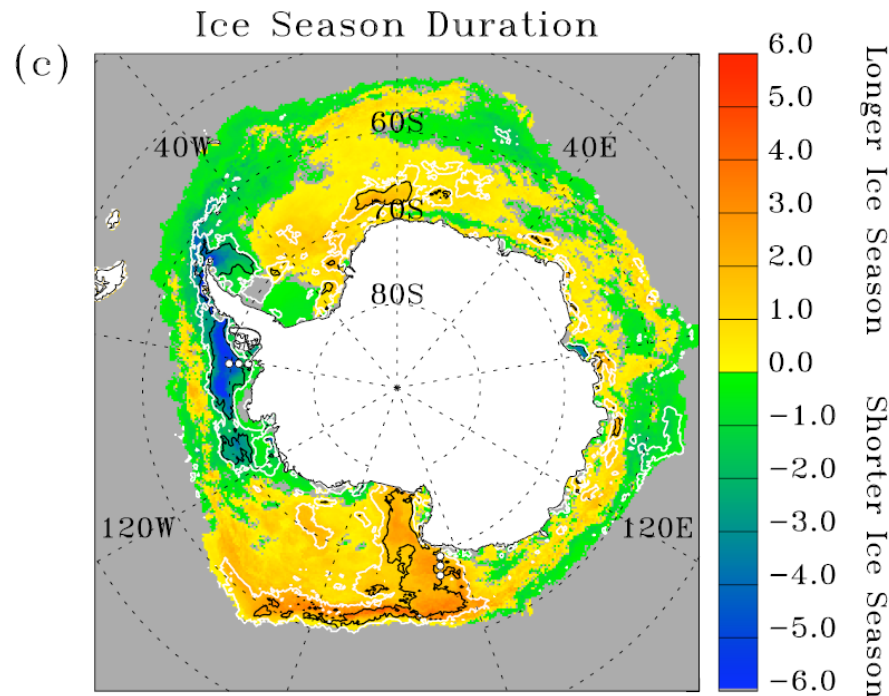 Ice Season Duration
(c)
60S
40W
40E
70S
80S
120W
120E
6.0
5.0
4.0
3.0
2.0
1.0
0.0
-1.0
-2.0
-3.0
-4.0
-5.0
-6.0
Longer Ice Season
Shorter Ice Season